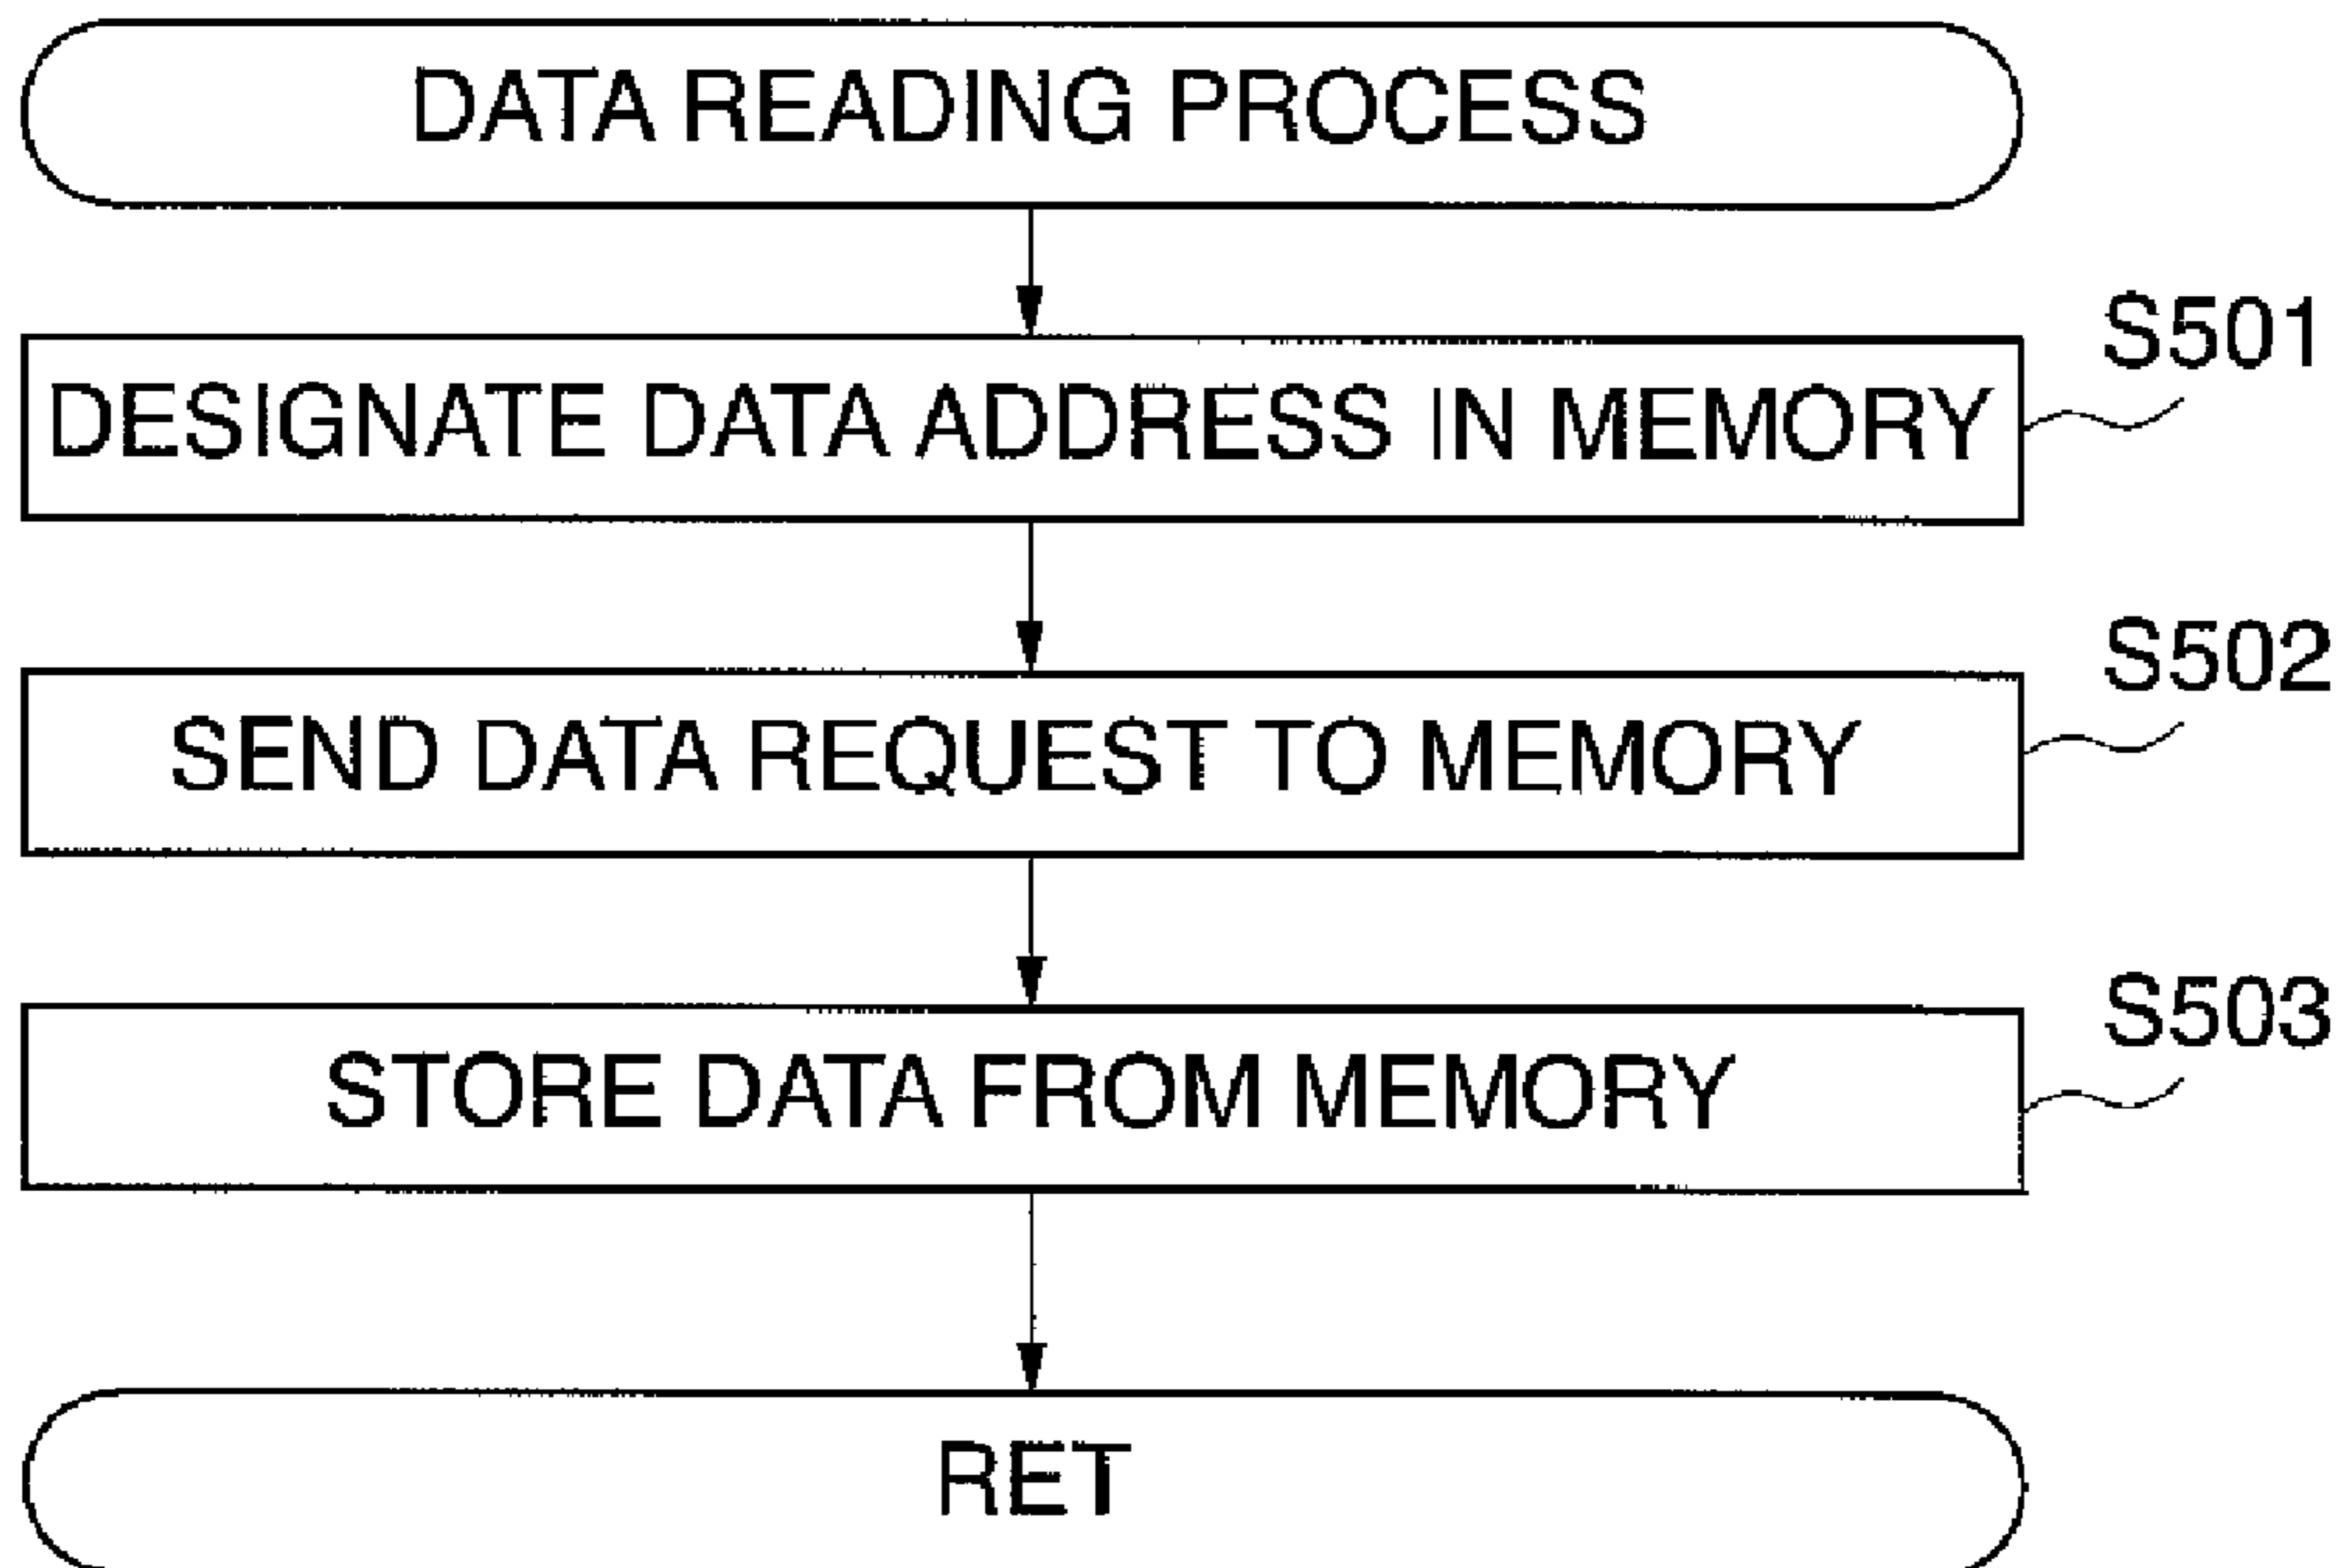 DATA READING PROCESS
S501
DESIGNATE DATA ADDRESS IN MEMORY
S502
SEND DATA REQUEST TO MEMORY
S503
STORE DATA FROM MEMORY
RET